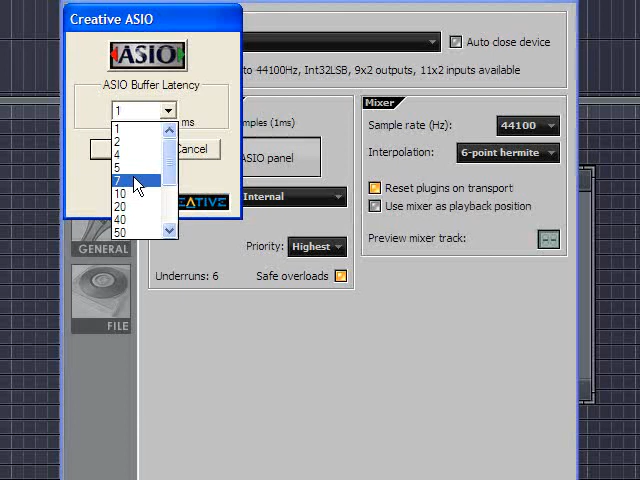 Creative ASIO
ASIO
Auto close device
ASIO Buffer Latency
to 44100Hz, Int32LSB, 9x2 outputs, 11x2 inputs available
1
ms
1
2
4
5
7
10
20
40
50
Cancel
(1ms)
ASIO panel
Internal
Priority: Highest
Underruns: 6
Safe overloads
Mixer
Sample rate (Hz): 44100
Interpolation: 6-point hermite
Reset plugins on transport
Use mixer as playback position
Preview mixer track: --
GENERAL
FILE